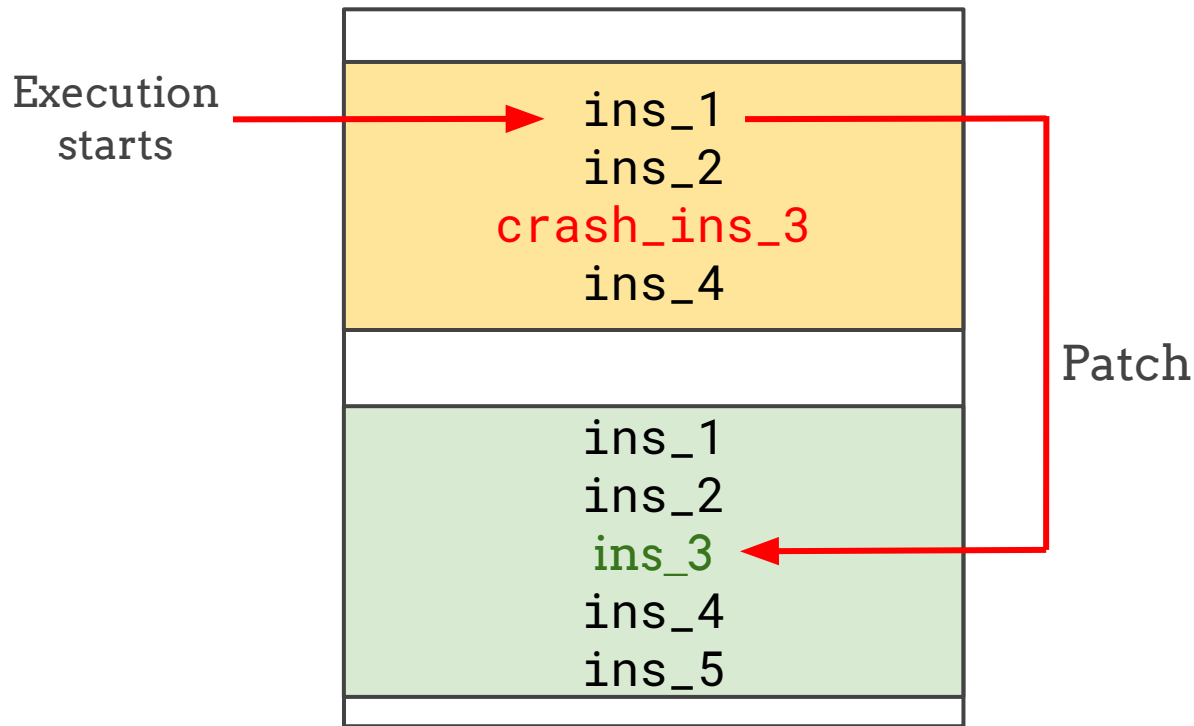 Execution
starts
ins_1
ins_2
crash_ins_3
ins_4
Patch
ins_1
ins_2
ins_3
ins_4
ins_5